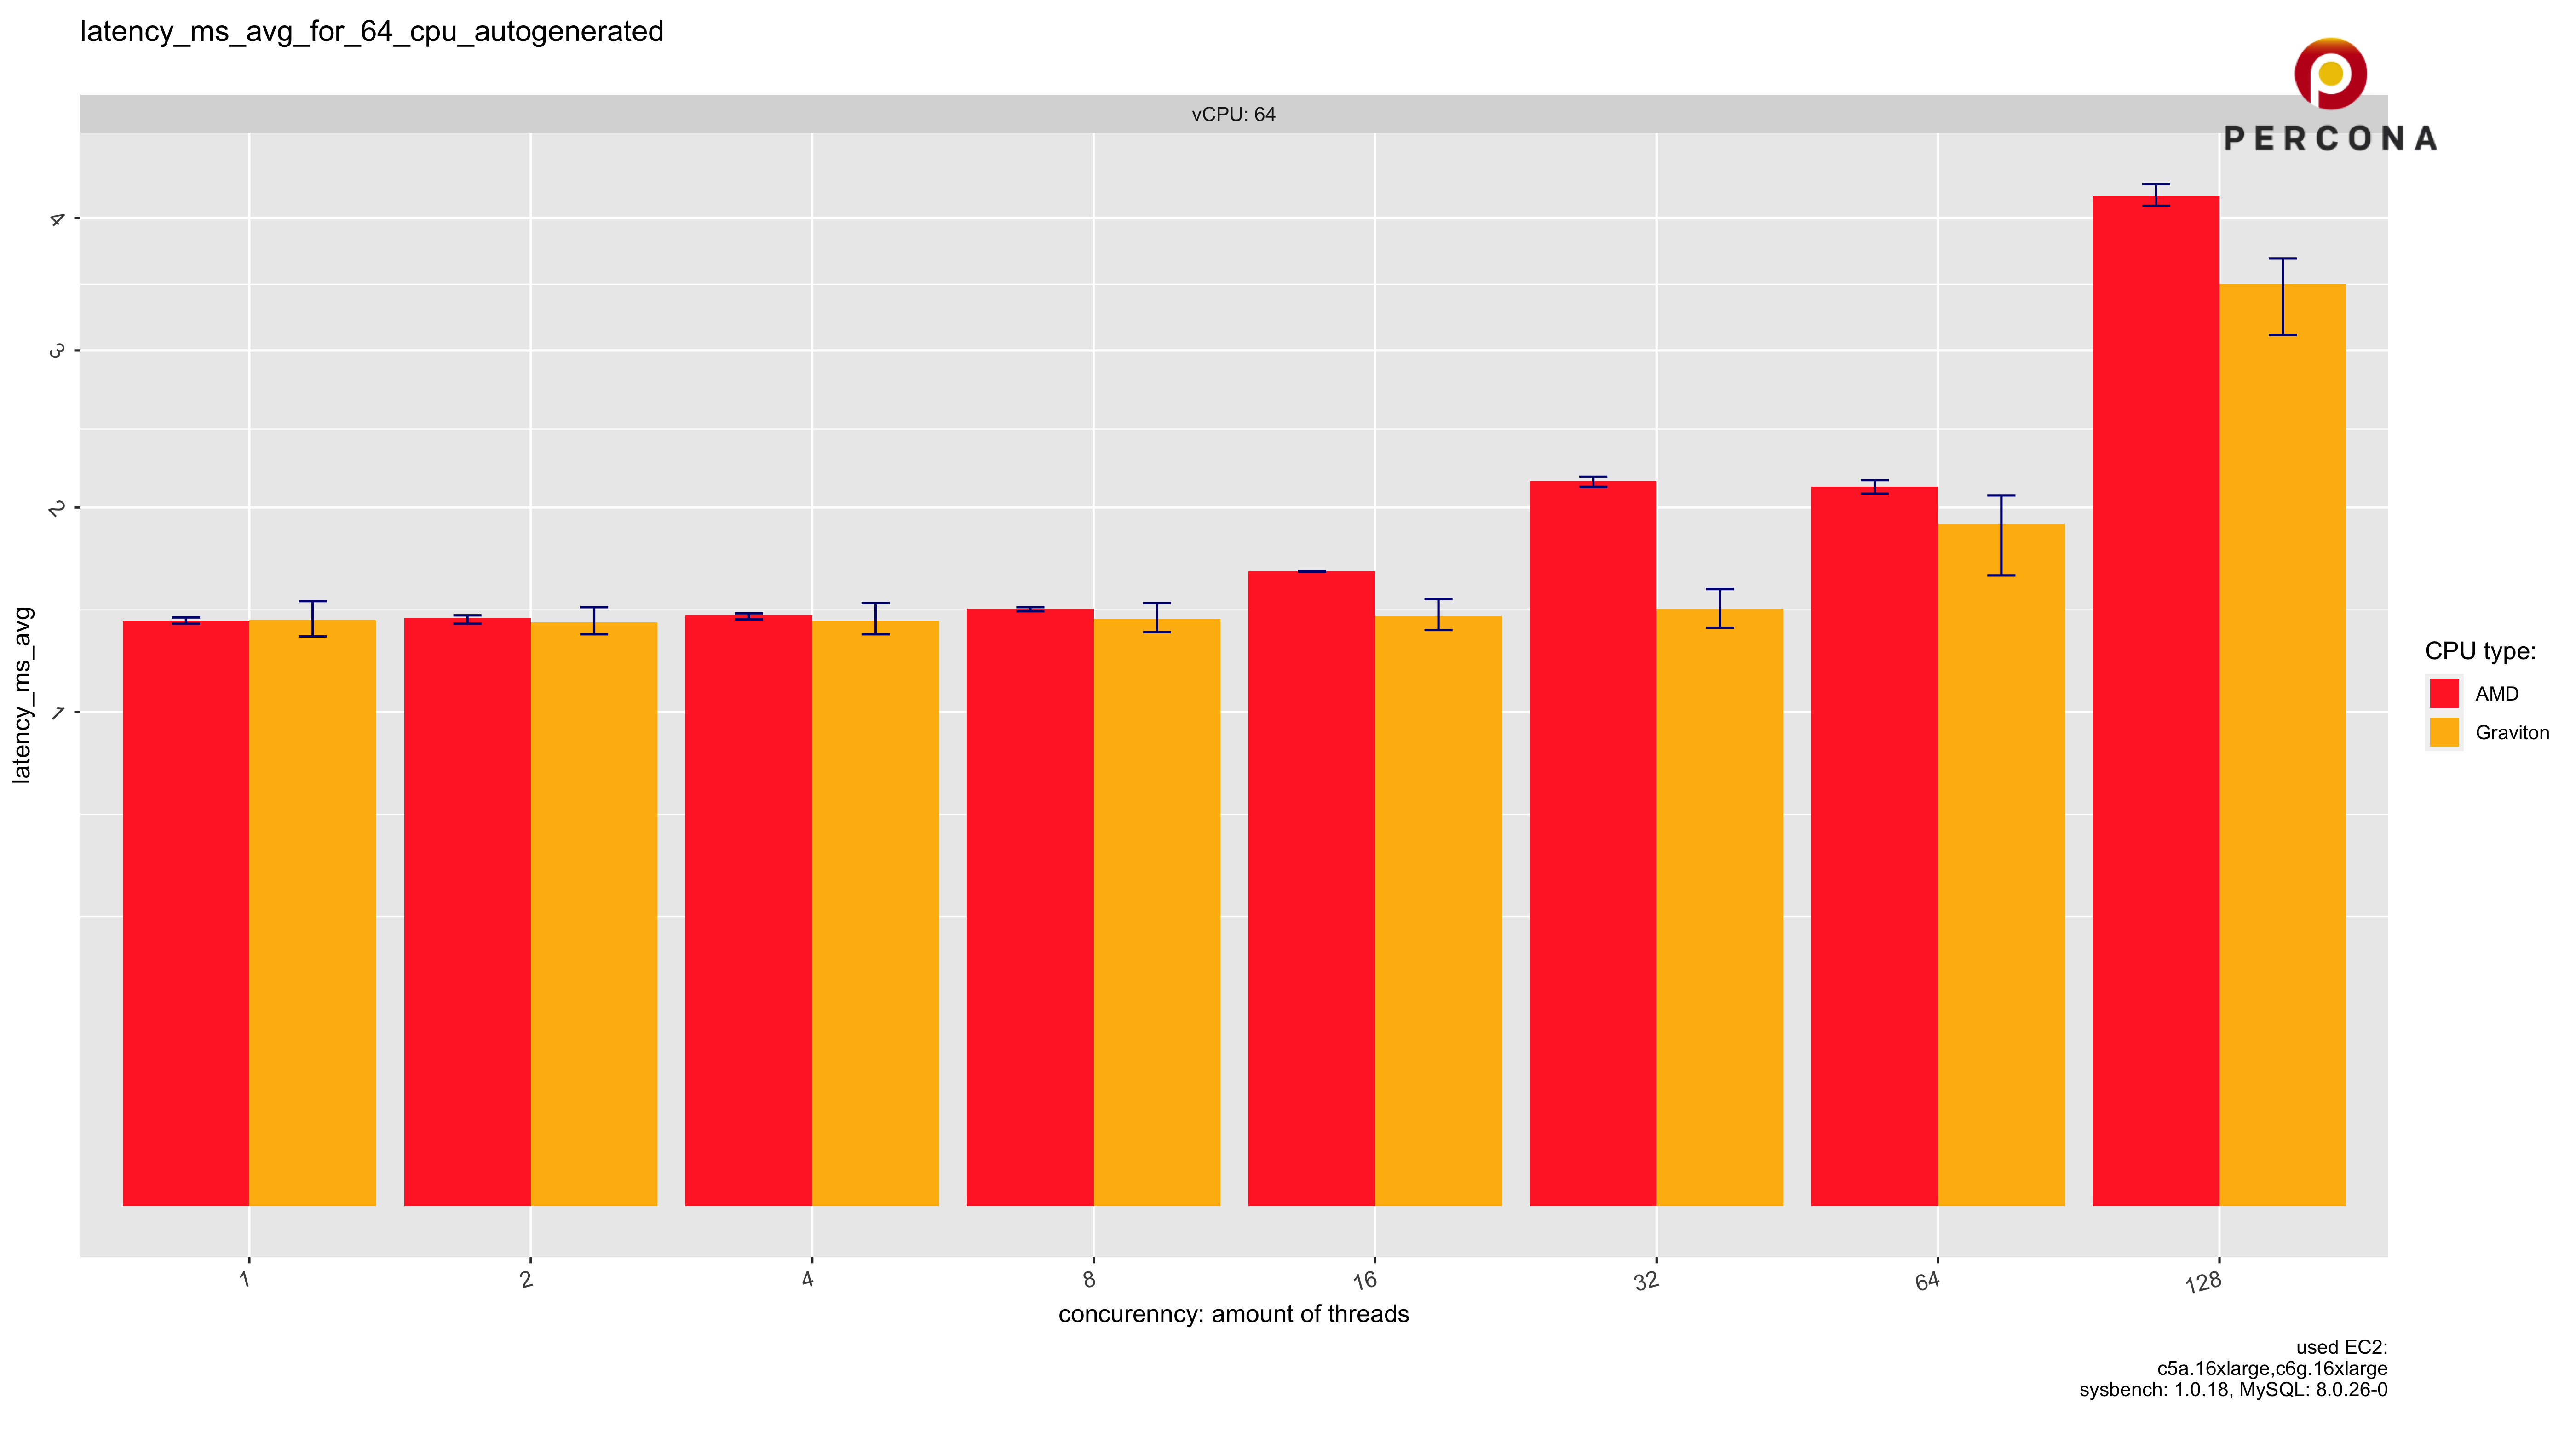 latency_ms_avg_for_64_cpu_autogenerated
PERCONA
vCPU: 64
4
3
2
1
latency_ms_avg
CPU type:
AMD
Graviton
1
2
4
8
16
32
64
128
concurenncy: amount of threads
used EC2:
c5a.16xlarge,c6g.16xlarge
sysbench: 1.0.18, MySQL: 8.0.26-0